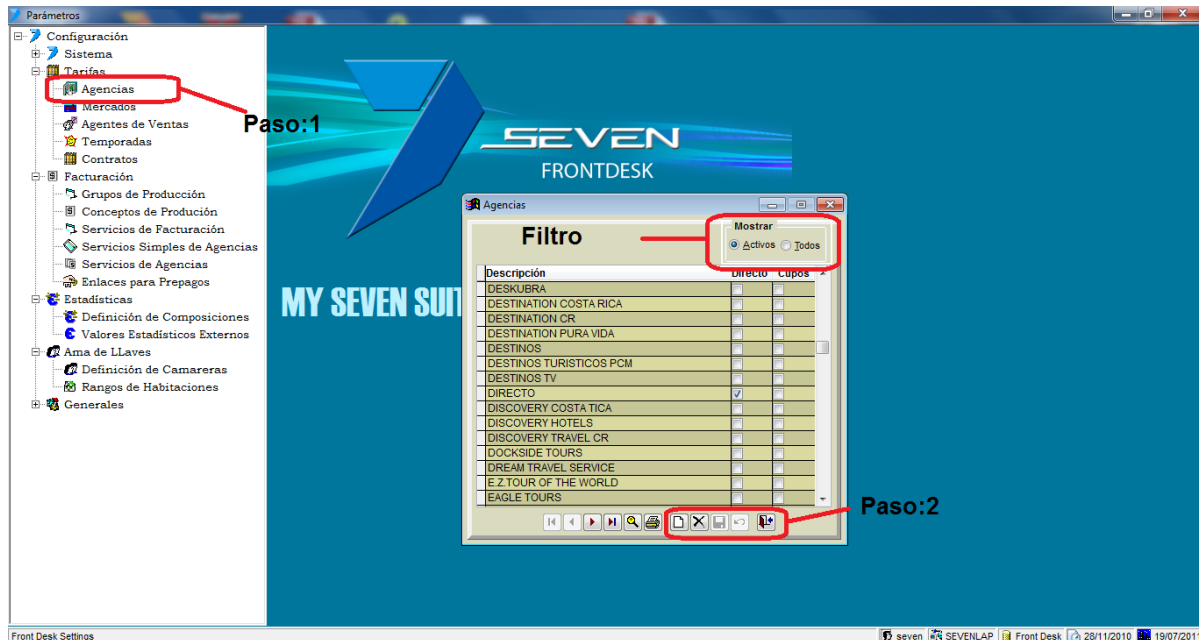 Parámetros
Configuración
Sistema
Tarifas
Agencias
Mercados
Agentes de Ventas
Temporadas
Contratos
Facturación
Grupos de Producción
Conceptos de Produción
Servicios de Facturación
Servicios Simples de Agencias
Servicios de Agencias
Enlaces para Prepagos
Estadísticas
Definición de Composiciones
Valores Estadísticos Externos
Ama de LLaves
Definición de Camareras
Rangos de Habitaciones
Generales
Paso:1
SEVEN
FRONTDESK
MY SEVEN SUIT
Agencias
Filtro
Mostrar
Activos Todos
Descripción Directo Cupos
DESKUBRA
DESTINATION COSTA RICA
DESTINATION CR
DESTINATION PURA VIDA
DESTINOS
DESTINOS TURISTICOS PCM
DESTINOS TV
DIRECTO
DISCOVERY COSTA TICA
DISCOVERY HOTELS
DISCOVERY TRAVEL CR
DOCKSIDE TOURS
DREAM TRAVEL SERVICE
E.Z.TOUR OF THE WORLD
EAGLE TOURS
Paso:2
Front Desk Settings
seven SEVENLAP Front Desk 28/11/2010 19/07/2011